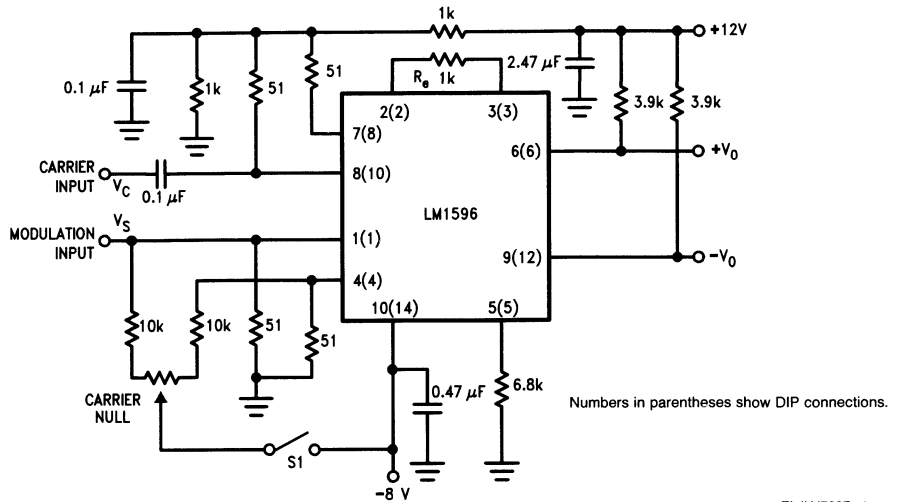 1k
+12V
R_e 1k
2.47 μF
0.1 μF
1k
51
51
3.9k
3.9k
2(2)
3(3)
7(8)
6(6)
+V_O
CARRIER
INPUT
V_C
0.1 μF
8(10)
LM1596
V_S
MODULATION
INPUT
1(1)
9(12)
-V_O
4(4)
10(14)
5(5)
10k
10k
51
51
0.47 μF
6.8k
CARRIER
NULL
Numbers in parentheses show DIP connections.
S1
-8 V